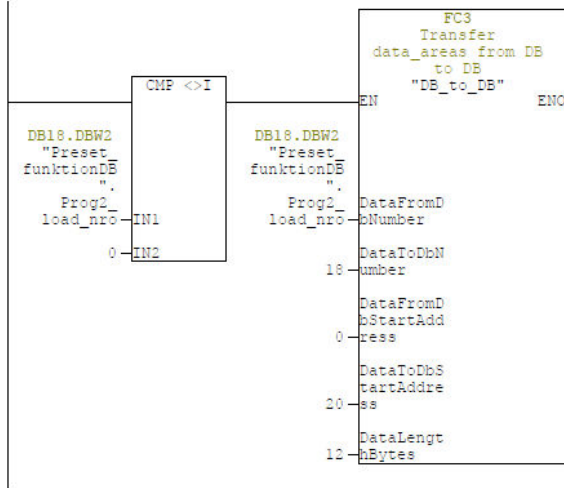 FC3
Transfer
data_areas from DB
to DB
"DB_to_DB"
CMP <>I
EN
ENO
DB18.DBW2
"Preset_
funktionDB
".
Prog2_
load_nro
IN1
0
IN2
DB18.DBW2
"Preset_
funktionDB
".
Prog2_
load_nro
DataFromD
bNumber
DataToDbN
18 umber
DataFromD
bStartAdd
0 ress
DataToDbS
tartAddre
20 ss
DataLengt
12 hBytes